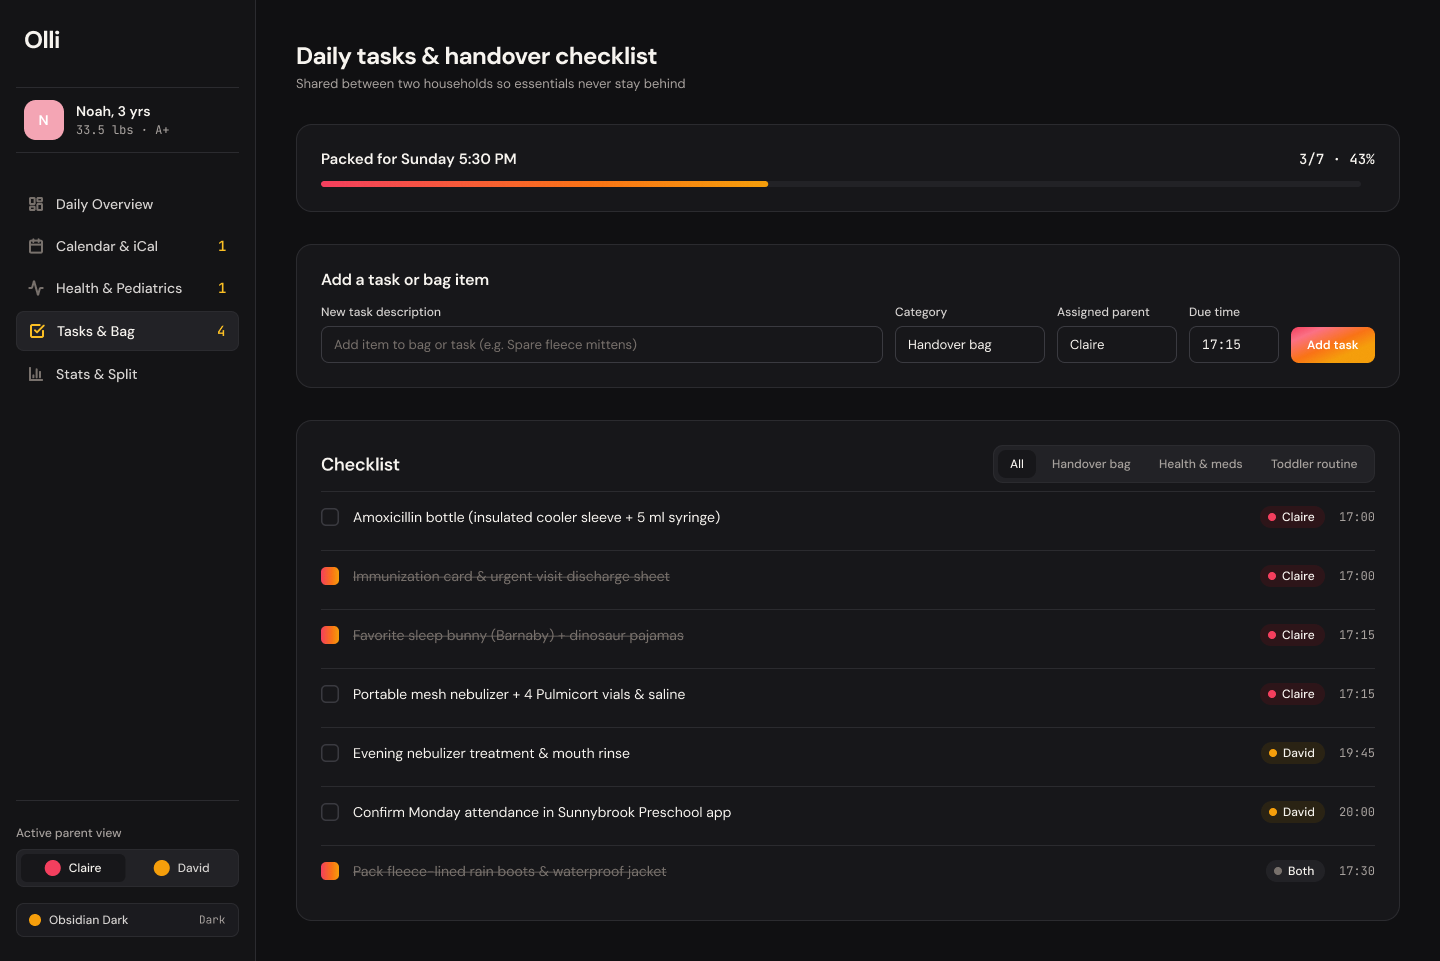 Olli
N
Noah, 3 yrs
33.5 lbs · A+
Daily Overview
Calendar & iCal 1
Health & Pediatrics 1
Tasks & Bag 4
Stats & Split
Active parent view
Claire David
Obsidian Dark Dark
Daily tasks & handover checklist
Shared between two households so essentials never stay behind
Packed for Sunday 5:30 PM 3/7 · 43%
Add a task or bag item
New task description Category Assigned parent Due time
Add item to bag or task (e.g. Spare fleece mittens) Handover bag Claire 17:15 Add task
Checklist All Handover bag Health & meds Toddler routine
Amoxicillin bottle (insulated cooler sleeve + 5 ml syringe) Claire 17:00
Immunization card & urgent visit discharge sheet Claire 17:00
Favorite sleep bunny (Barnaby) + dinosaur pajamas Claire 17:15
Portable mesh nebulizer + 4 Pulmicort vials & saline Claire 17:15
Evening nebulizer treatment & mouth rinse David 19:45
Confirm Monday attendance in Sunnybrook Preschool app David 20:00
Pack fleece-lined rain boots & waterproof jacket Both 17:30